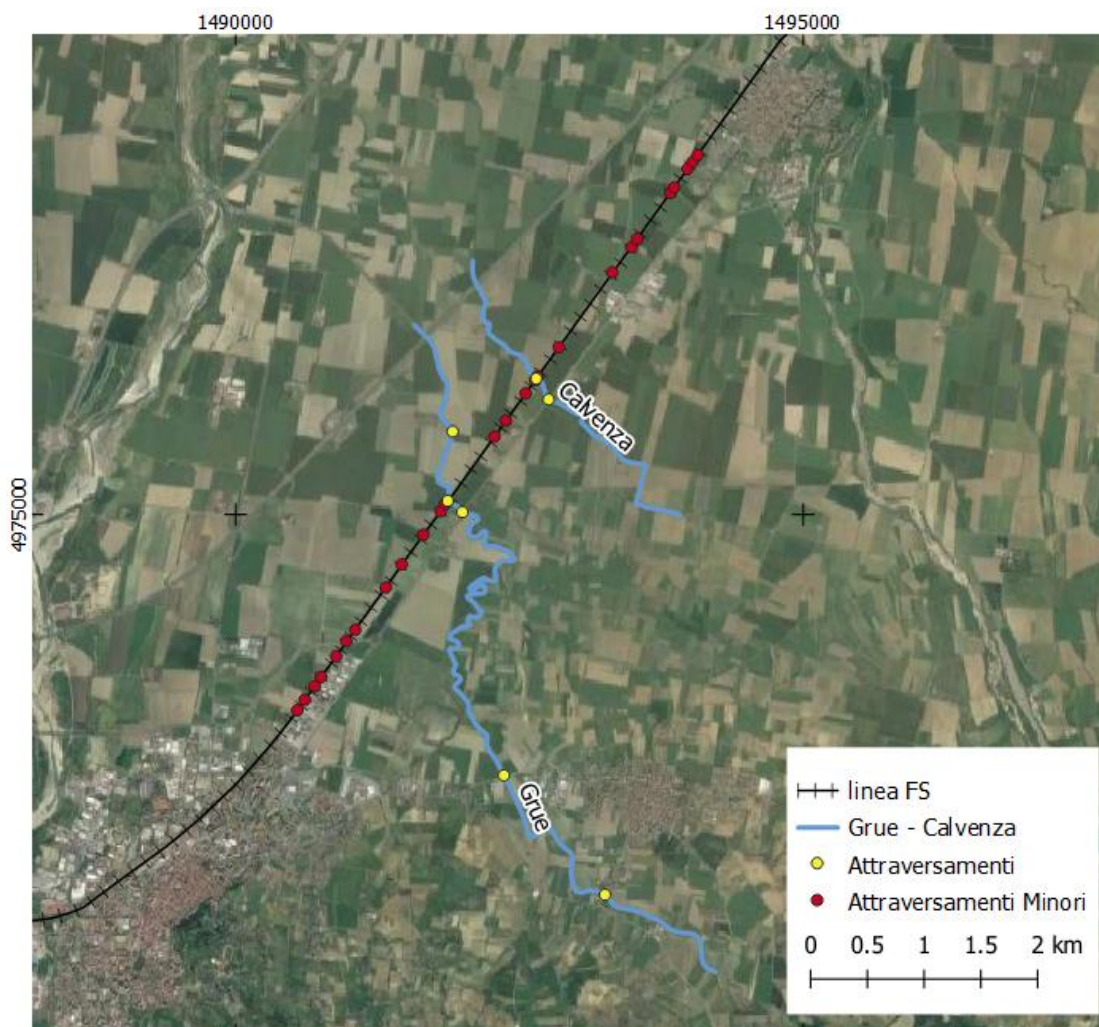 1490000
1495000
4975000
Calvenza
Grue
linea FS
Grue - Calvenza
Attraversamenti
Attraversamenti Minori
0 0.5 1 1.5 2 km